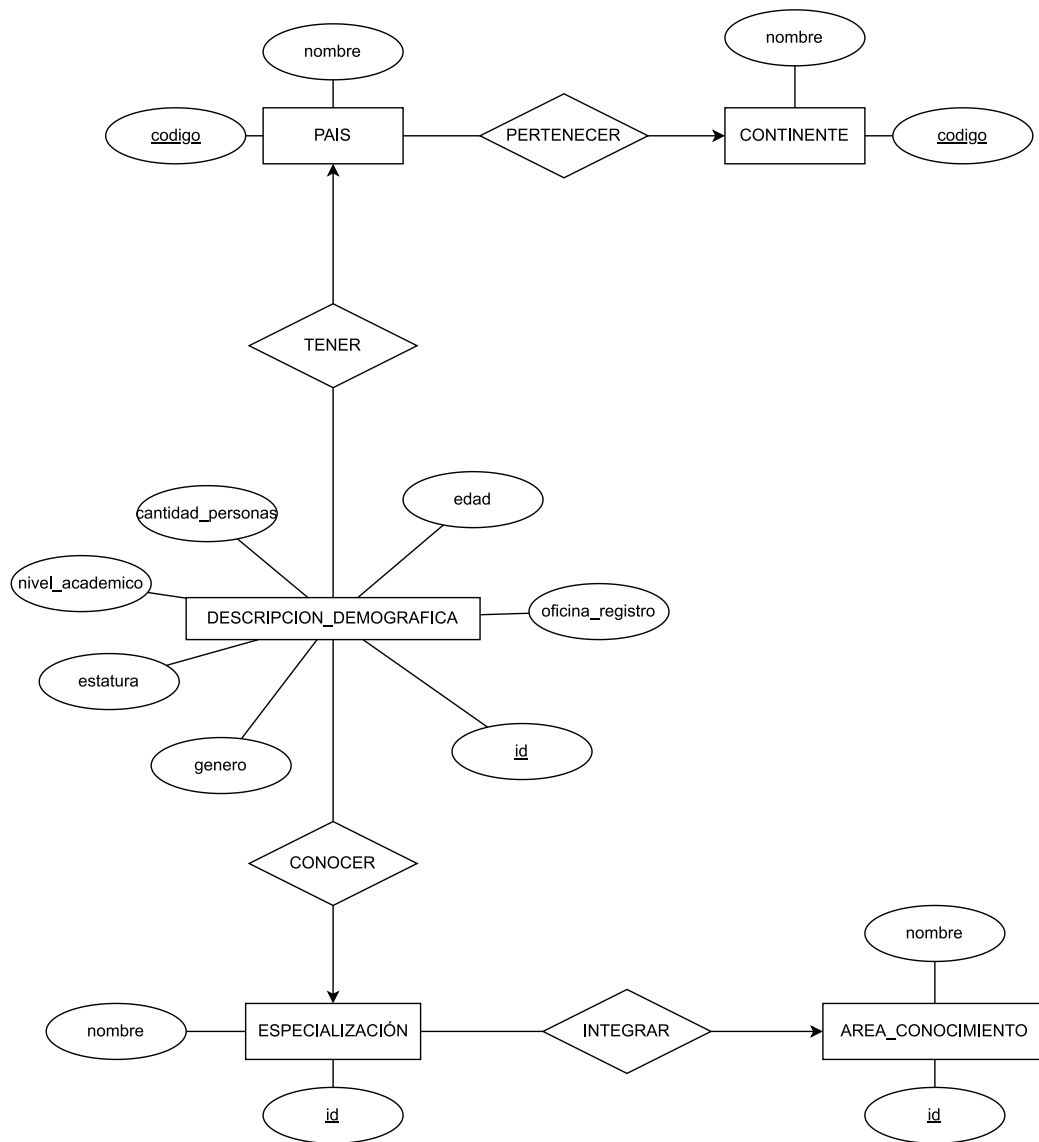 nombre
nombre
codigo
PAIS
PERTENECER
CONTINENTE
codigo
TENER
cantidad_personas
edad
nivel_academico
DESCRIPCION_DEMOGRAFICA
oficina_registro
estatura
genero
id
CONOCER
nombre
nombre
ESPECIALIZACIÓN
INTEGRAR
AREA_CONOCIMIENTO
id
id